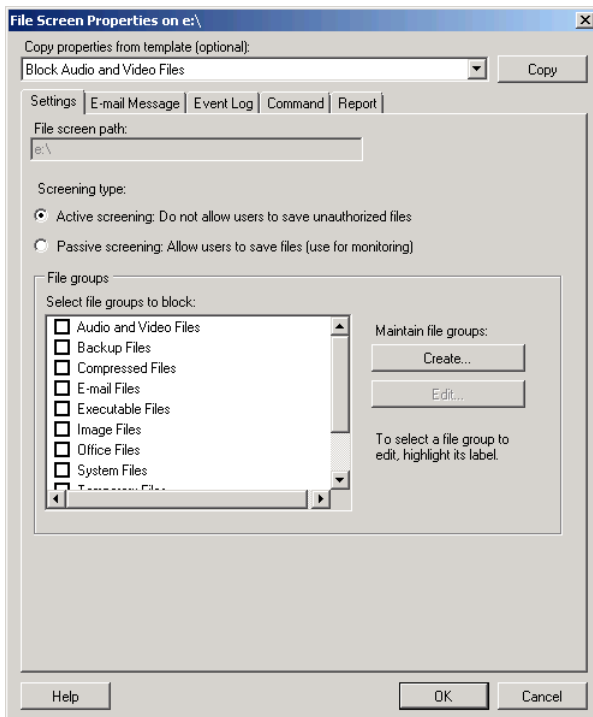 File Screen Properties on e:\
Copy properties from template (optional):
Block Audio and Video Files
Copy
Settings
E-mail Message
Event Log
Command
Report
File screen path:
e:\
Screening type:
Active screening: Do not allow users to save unauthorized files
Passive screening: Allow users to save files (use for monitoring)
File groups
Select file groups to block:
Audio and Video Files
Backup Files
Compressed Files
E-mail Files
Executable Files
Image Files
Office Files
System Files
Temporary Files
Maintain file groups:
Create...
Edit...
To select a file group to
edit, highlight its label.
Help
OK
Cancel